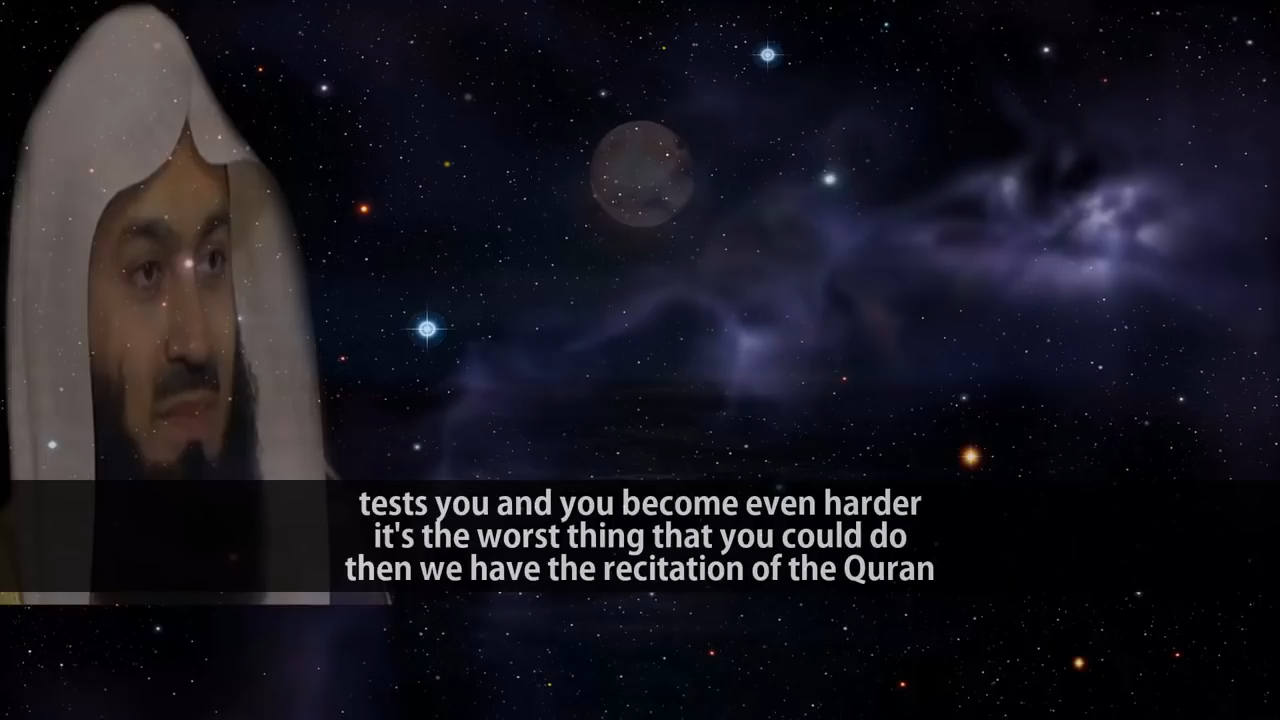 tests you and you become even harder
it's the worst thing that you could do
then we have the recitation of the Quran